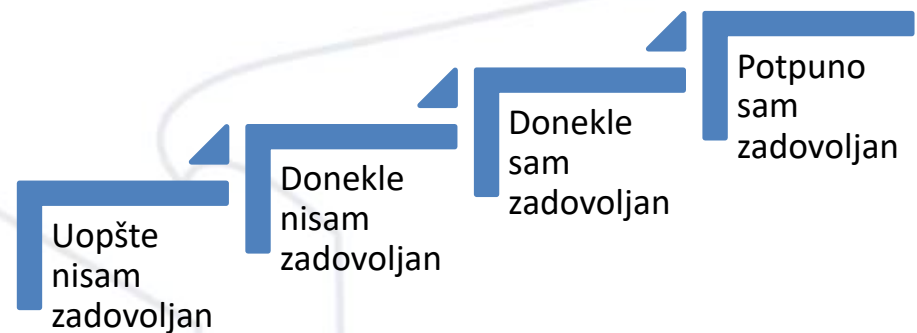 Uopšte
nisam
zadovoljan
Donekle
nisam
zadovoljan
Donekle
sam
zadovoljan
Potpuno
sam
zadovoljan